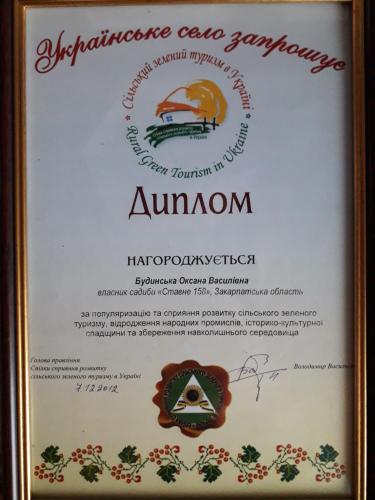 Українське село запрошує
Сільський зелений туризм в Україні
Rural Green Tourism in Ukraine
Диплом
НАГОРОДЖУЄТЬСЯ
Будинська Оксана Василівна
власник садиби «Ставне 158», Закарпатська область
за популяризацію та сприяння розвитку сільського зеленого
туризму, відродження народних промислів, історико-культурної
спадщини та збереження навколишнього середовища
Голова правління
Спілки сприяння розвитку
сільського зеленого туризму в Україні
Володимир
7.12.2012